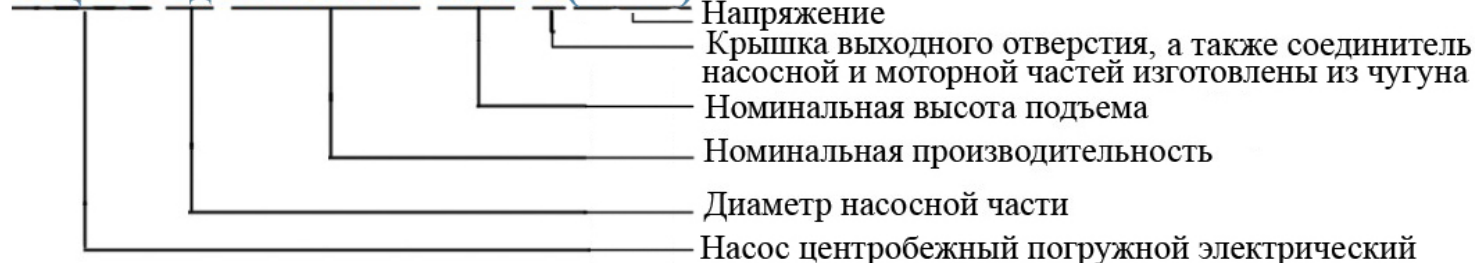 Напряжение
Крышка выходного отверстия, а также соединитель
насосной и моторной частей изготовлены из чугуна
Номинальная высота подъема
Номинальная производительность
Диаметр насосной части
Насос центробежный погружной электрический